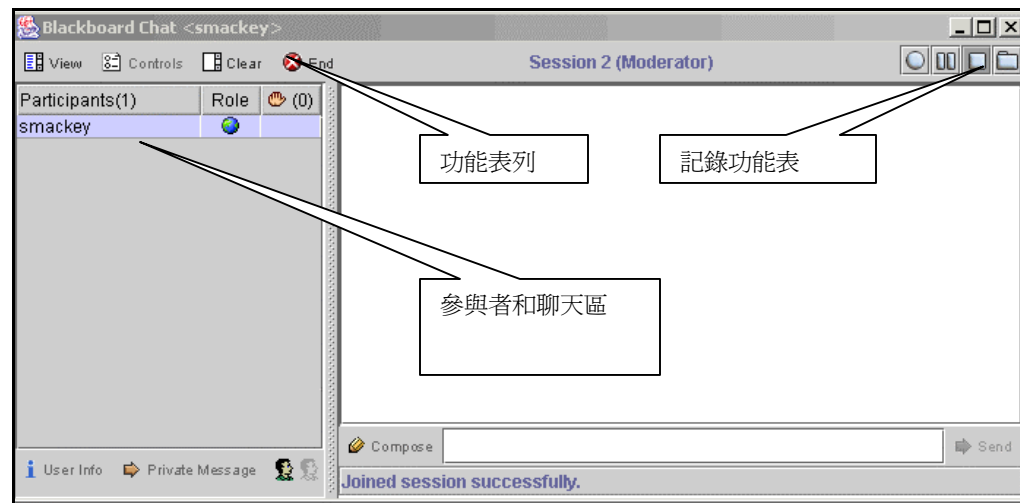 Blackboard Chat <smackey>
View Controls Clear End Session 2 (Moderator)
Participants(1) Role (0)
smackey
功能表列
記錄功能表
參與者和聊天區
Compose Send
User Info Private Message
Joined session successfully.